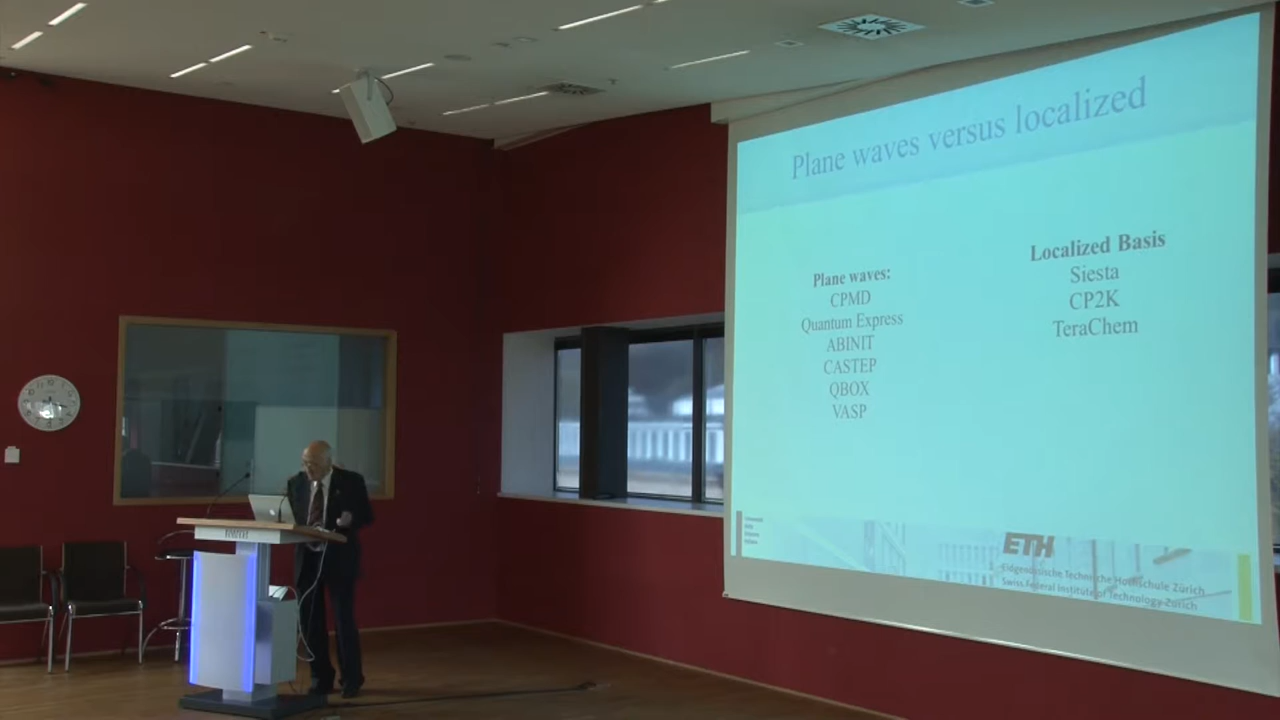 Plane waves versus localized
Plane waves:
CPMD
Quantum Express
ABINIT
CASTEP
QBOX
VASP
Localized Basis
Siesta
CP2K
TeraChem
ETH
Eidgenössische Technische Hochschule Zürich
Swiss Federal Institute of Technology Zurich
RWTH